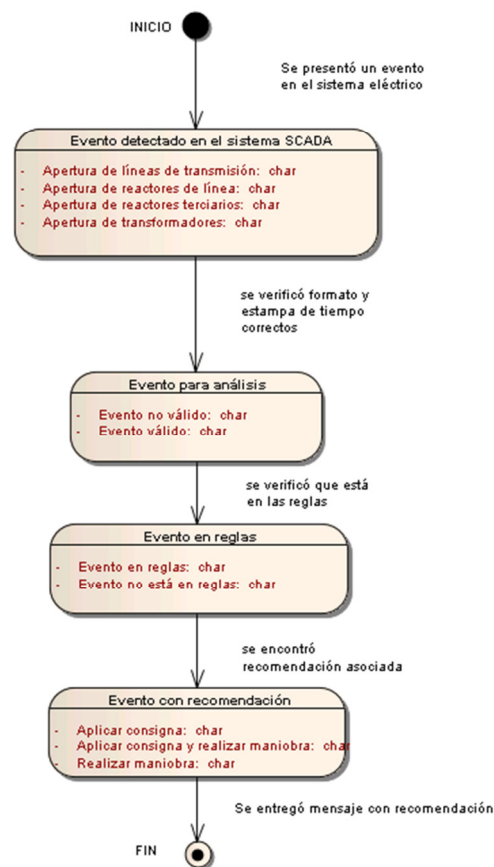 INICIO
Se presentó un evento
en el sistema eléctrico
Evento detectado en el sistema SCADA
- Apertura de líneas de transmisión: char
- Apertura de reactores de línea: char
- Apertura de reactores terciarios: char
- Apertura de transformadores: char
se verificó formato y
estampa de tiempo
correctos
Evento para análisis
- Evento no válido: char
- Evento válido: char
se verificó que está
en las reglas
Evento en reglas
- Evento en reglas: char
- Evento no está en reglas: char
se encontró
recomendación asociada
Evento con recomendación
- Aplicar consigna: char
- Aplicar consigna y realizar maniobra: char
- Realizar maniobra: char
Se entregó mensaje con recomendación
FIN